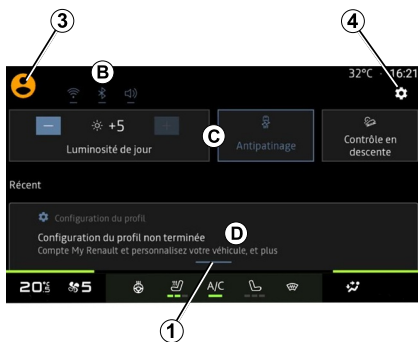 3
4
B
32°C · 16:21
+5
Luminosité de jour
C
Antipatinage
Contrôle en
descente
Récent
Configuration du profil
Configuration du profil non terminée
D
Compte My Renault et personnalisez votre véhicule, et plus
20°5
5
A/C
1